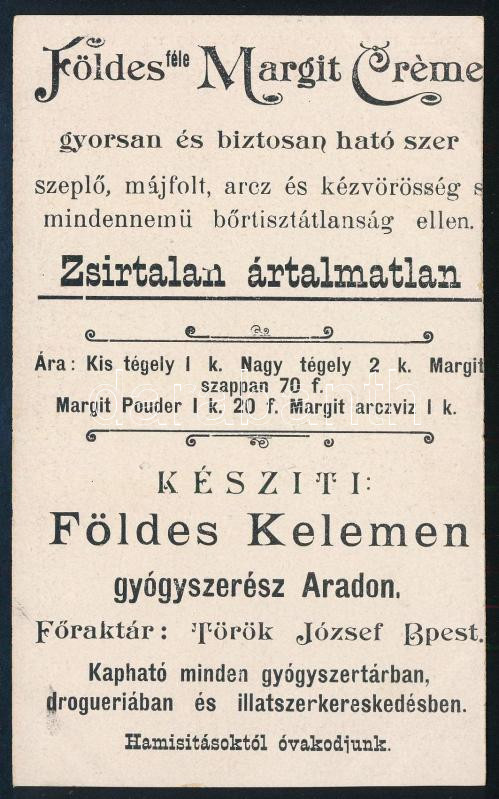 Földes féle Margit Crème
gyorsan és biztosan ható szer
szeplő, májfolt, arcz és kézvörösség s
mindennemü bőrtisztátlanság ellen.
Zsirtalan ártalmatlan
Ára: Kis tégely 1 k. Nagy tégely 2 k. Margit
szappan 70 f.
Margit Pouder 1 k. 20 f. Margit arczviz 1 k.
KÉSZITI:
Földes Kelemen
gyógyszerész Aradon.
Főraktár: Török József Bpest.
Kapható minden gyógyszertárban,
drogueriában és illatszerkereskedésben.
Hamisitásoktól óvakodjunk.